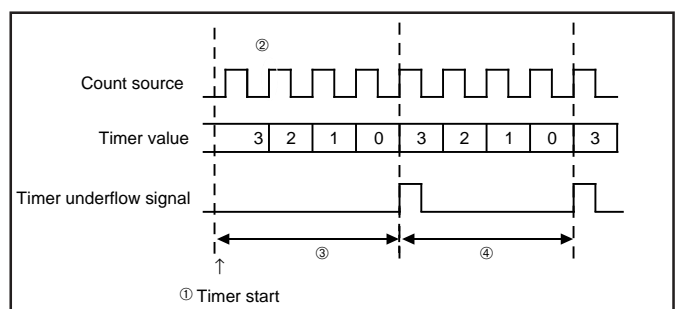 ②
Count source
Timer value 3 2 1 0 3 2 1 0 3
Timer underflow signal
③ ④
↑
① Timer start